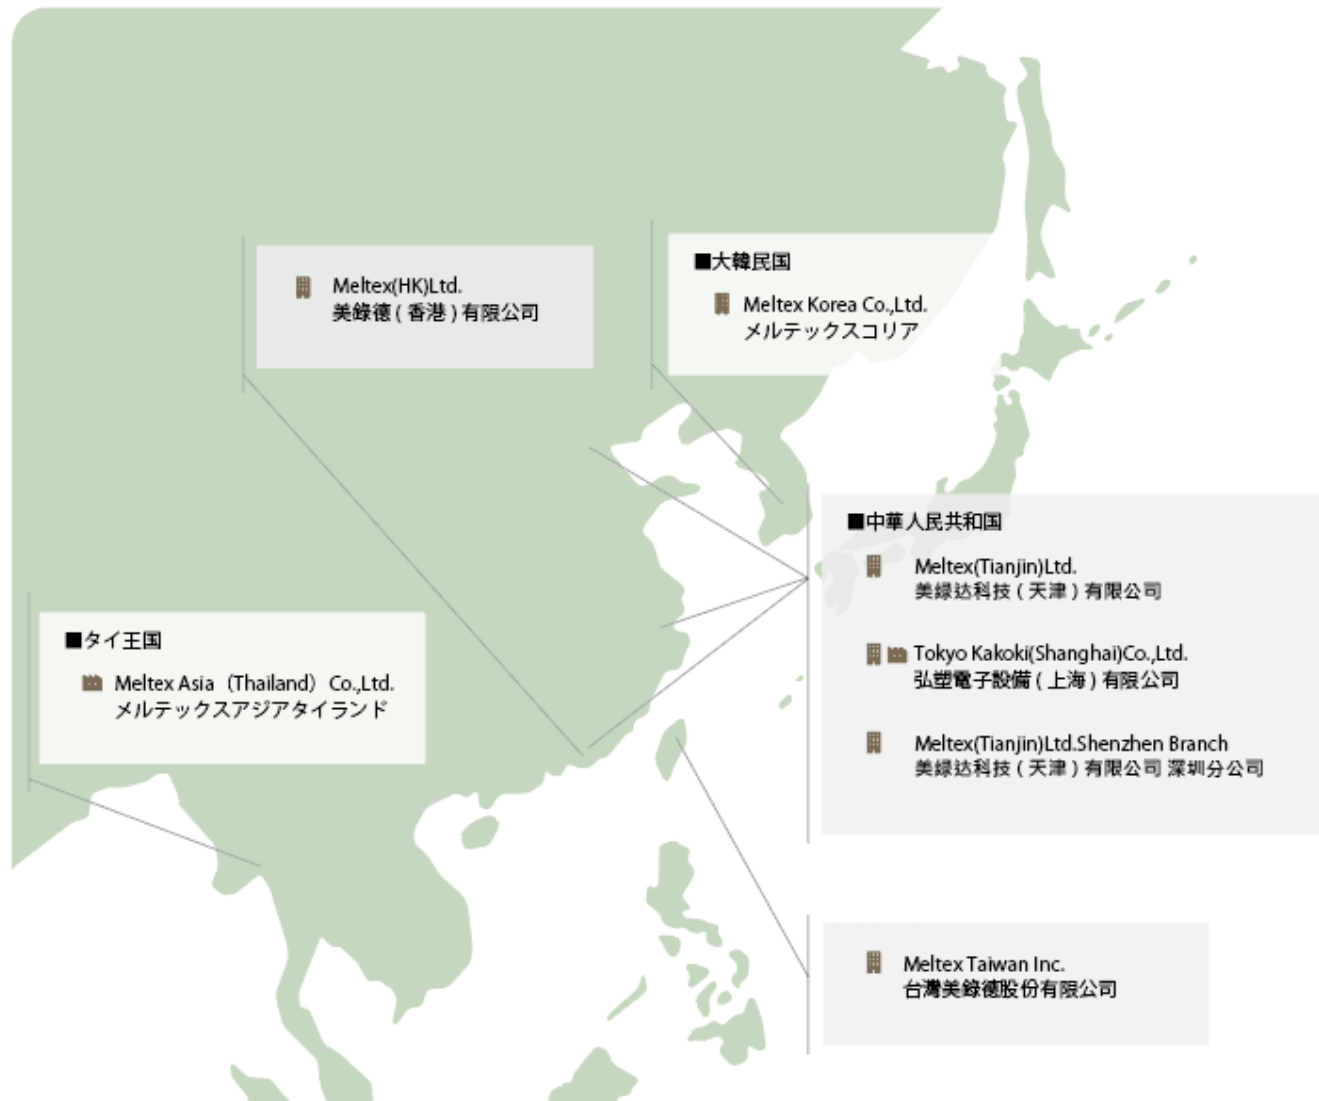 Meltex(HK)Ltd.
美錄德 ( 香港 ) 有限公司
■大韓民国
Meltex Korea Co.,Ltd.
メルテックスコリア
■中華人民共和国
Meltex(Tianjin)Ltd.
美緑达科技 ( 天津 ) 有限公司
Tokyo Kakoki(Shanghai)Co.,Ltd.
弘塑電子設備 ( 上海 ) 有限公司
Meltex(Tianjin)Ltd.Shenzhen Branch
美緑达科技 ( 天津 ) 有限公司 深圳分公司
■タイ王国
Meltex Asia（Thailand）Co.,Ltd.
メルテックスアジアタイランド
Meltex Taiwan Inc.
台灣美錄德股份有限公司